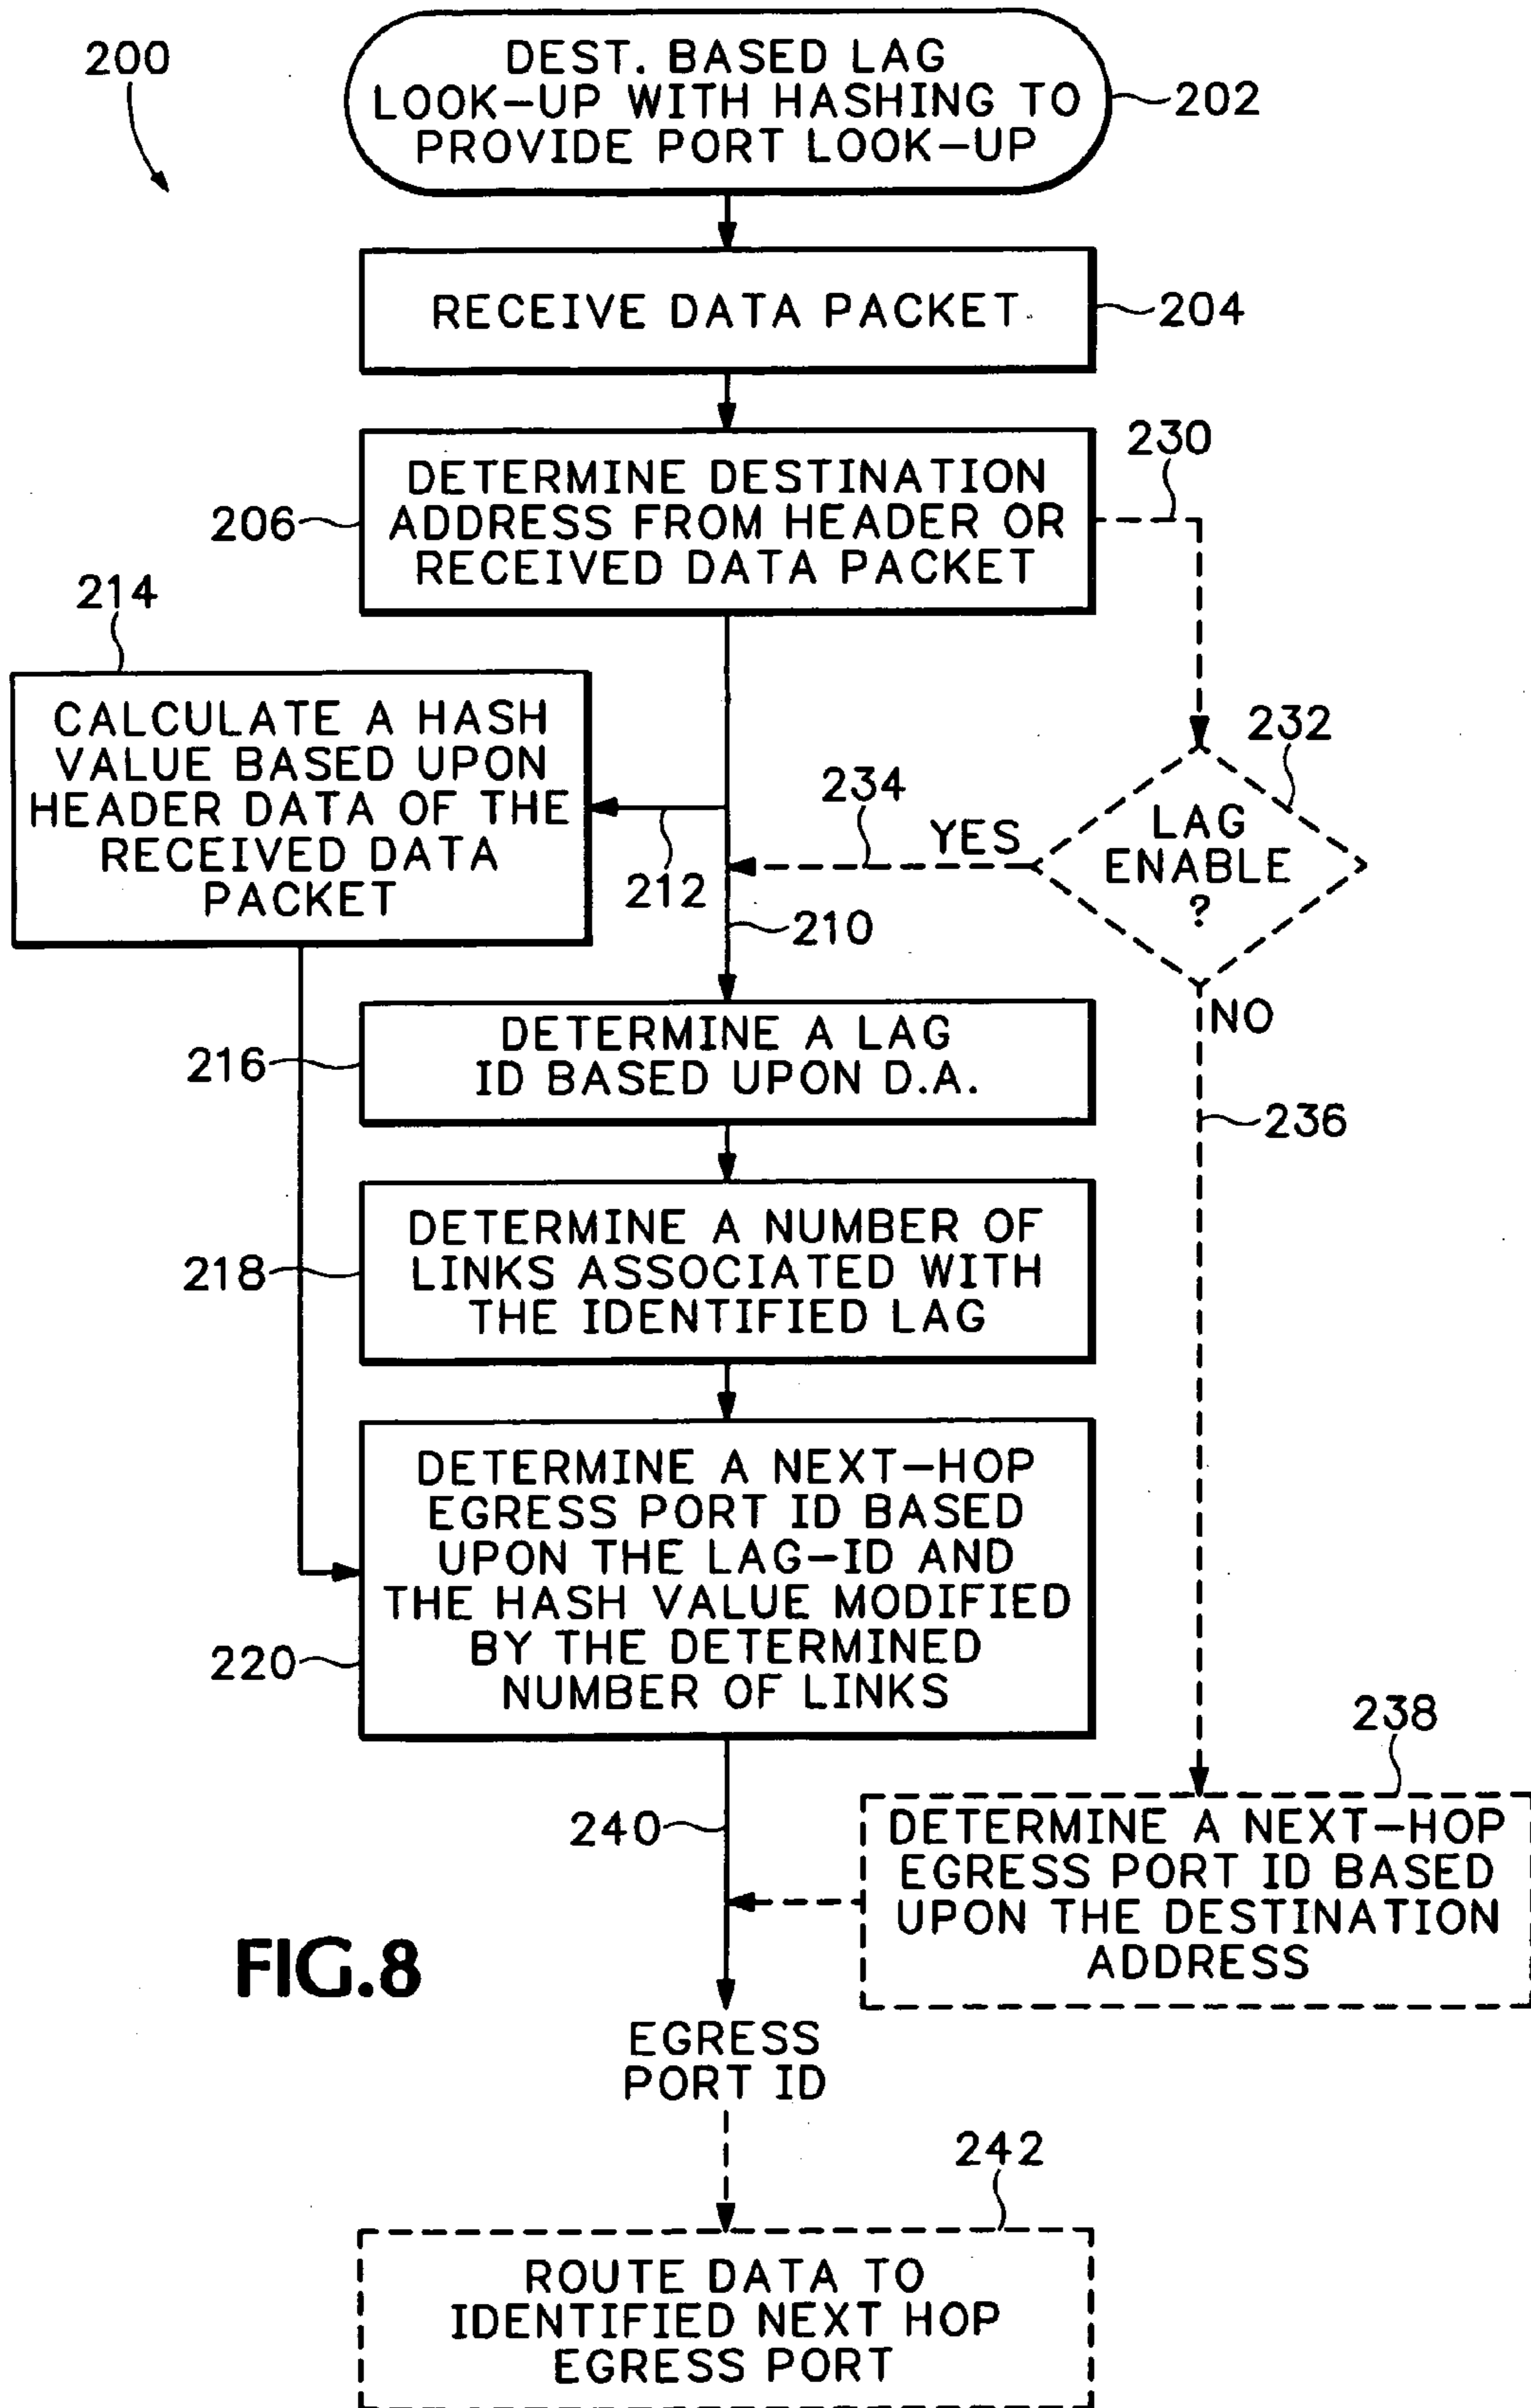 200
DEST. BASED LAG
LOOK-UP WITH HASHING TO
PROVIDE PORT LOOK-UP
202
RECEIVE DATA PACKET
204
230
DETERMINE DESTINATION
ADDRESS FROM HEADER OR
RECEIVED DATA PACKET
206
214
CALCULATE A HASH
VALUE BASED UPON
HEADER DATA OF THE
RECEIVED DATA
PACKET
212
210
234
YES
232
LAG
ENABLE
?
NO
236
216
DETERMINE A LAG
ID BASED UPON D.A.
218
DETERMINE A NUMBER OF
LINKS ASSOCIATED WITH
THE IDENTIFIED LAG
220
DETERMINE A NEXT-HOP
EGRESS PORT ID BASED
UPON THE LAG-ID AND
THE HASH VALUE MODIFIED
BY THE DETERMINED
NUMBER OF LINKS
238
DETERMINE A NEXT-HOP
EGRESS PORT ID BASED
UPON THE DESTINATION
ADDRESS
240
FIG.8
EGRESS
PORT ID
242
ROUTE DATA TO
IDENTIFIED NEXT HOP
EGRESS PORT